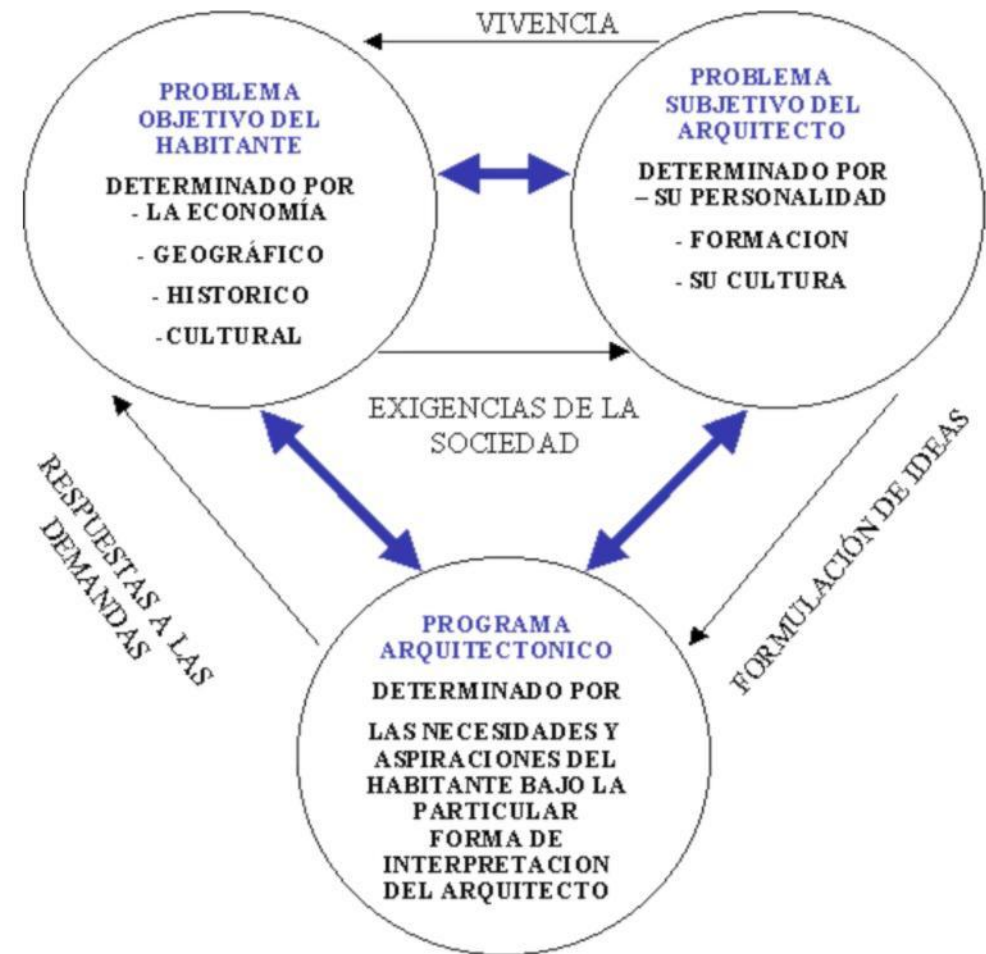 VIVENCIA
PROBLEMA
OBJETIVO DEL
HABITANTE
DETERMINADO POR
- LA ECONOMÍA
- GEOGRÁFICO
- HISTORICO
-CULTURAL
PROBLEMA
SUBJETIVO DEL
ARQUITECTO
DETERMINADO POR
– SU PERSONALIDAD
- FORMACION
- SU CULTURA
EXIGENCIAS DE LA
SOCIEDAD
RESPUESTAS A LAS
DEMANDAS
FORMULACIÓN DE IDEAS
PROGRAMA
ARQUITECTONICO
DETERMINADO POR
LAS NECESIDADES Y
ASPIRACIONES DEL
HABITANTE BAJO LA
PARTICULAR
FORMA DE
INTERPRETACION
DEL ARQUITECTO